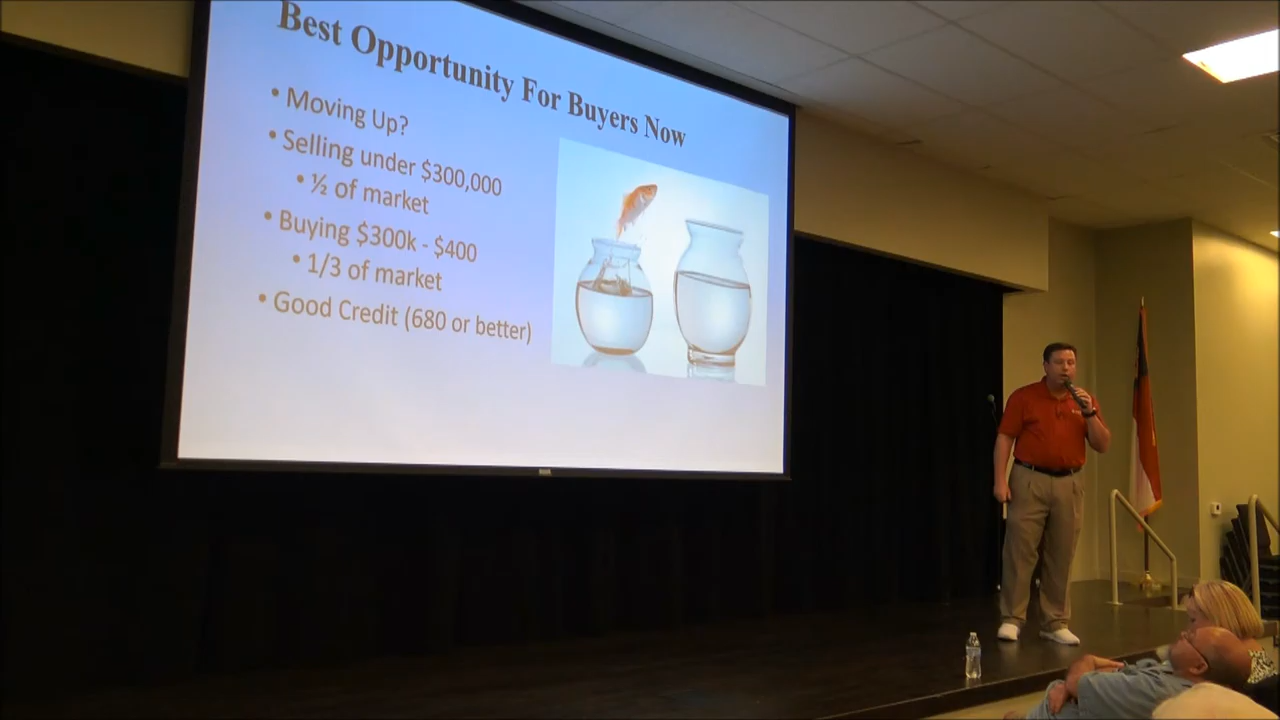 Best Opportunity For Buyers Now
• Moving Up?
• Selling under $300,000
• ½ of market
• Buying $300k - $400
• 1/3 of market
• Good Credit (680 or better)